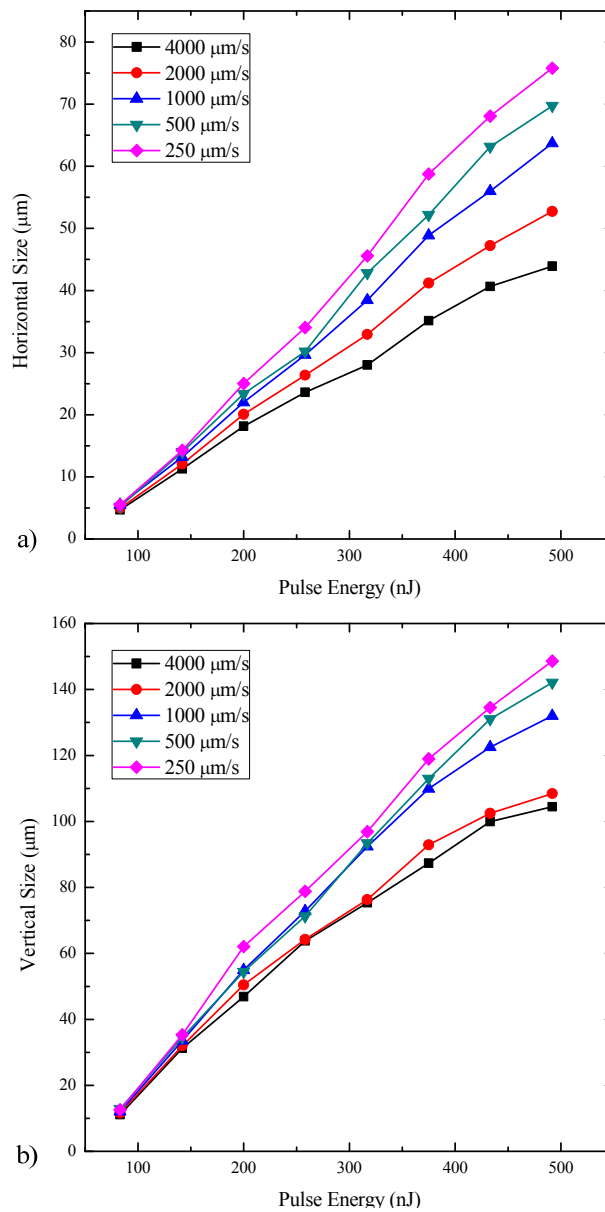 80
70
60
50
40
30
20
10
0
Horizontal Size (μm)
4000 μm/s
2000 μm/s
1000 μm/s
500 μm/s
250 μm/s
a)
100 200 300 400 500
Pulse Energy (nJ)
160
140
120
100
80
60
40
20
0
Vertical Size (μm)
4000 μm/s
2000 μm/s
1000 μm/s
500 μm/s
250 μm/s
b)
100 200 300 400 500
Pulse Energy (nJ)